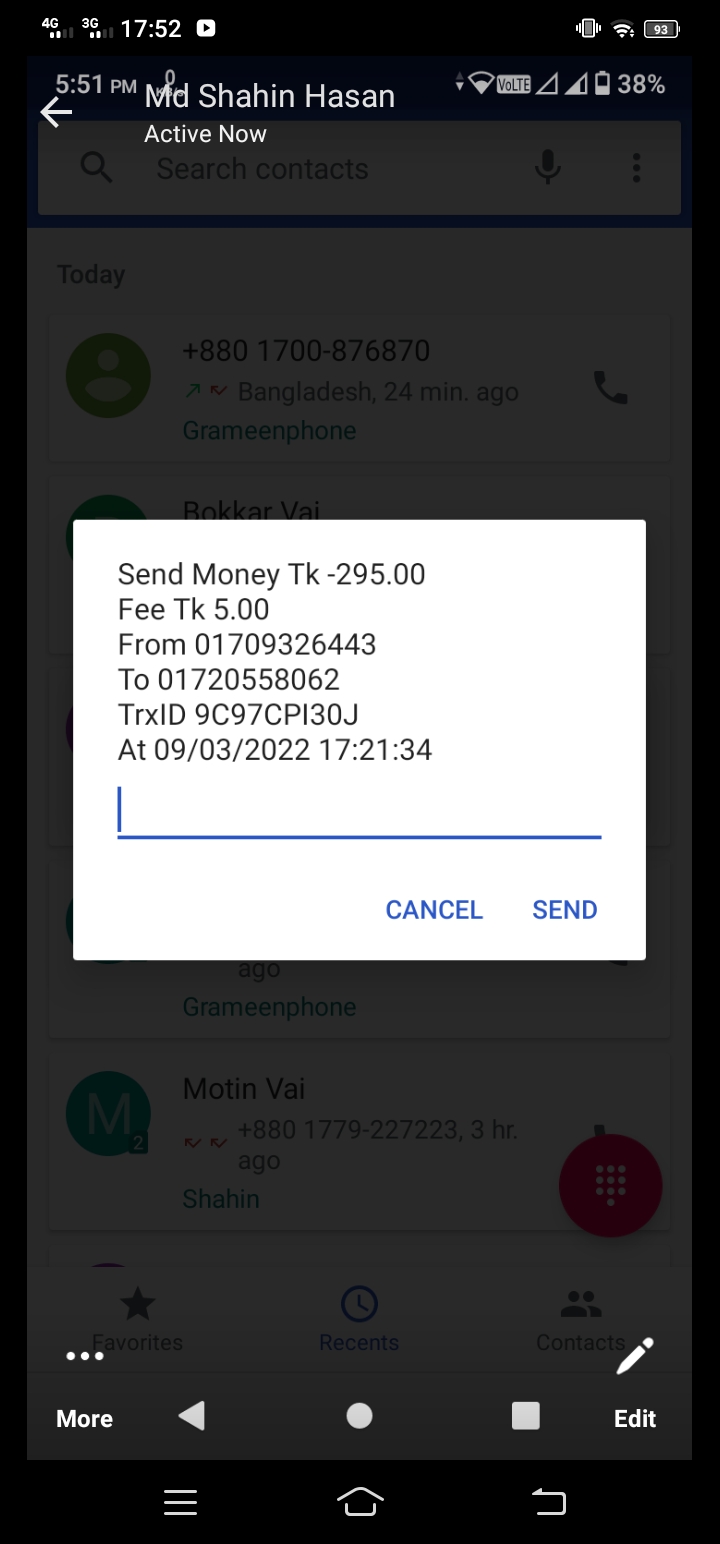 4G 3G 17:52 93
5:51 PM VoLTE 38%
Md Shahin Hasan
Active Now
Search contacts
Today
+880 1700-876870
Bangladesh, 24 min. ago
Grameenphone
Bokkar Vai
Send Money Tk -295.00
Fee Tk 5.00
From 01709326443
To 01720558062
TrxID 9C97CPI30J
At 09/03/2022 17:21:34
CANCEL SEND
ago
Grameenphone
M
2
Motin Vai
+880 1779-227223, 3 hr.
ago
Shahin
Favorites Recents Contacts
More Edit